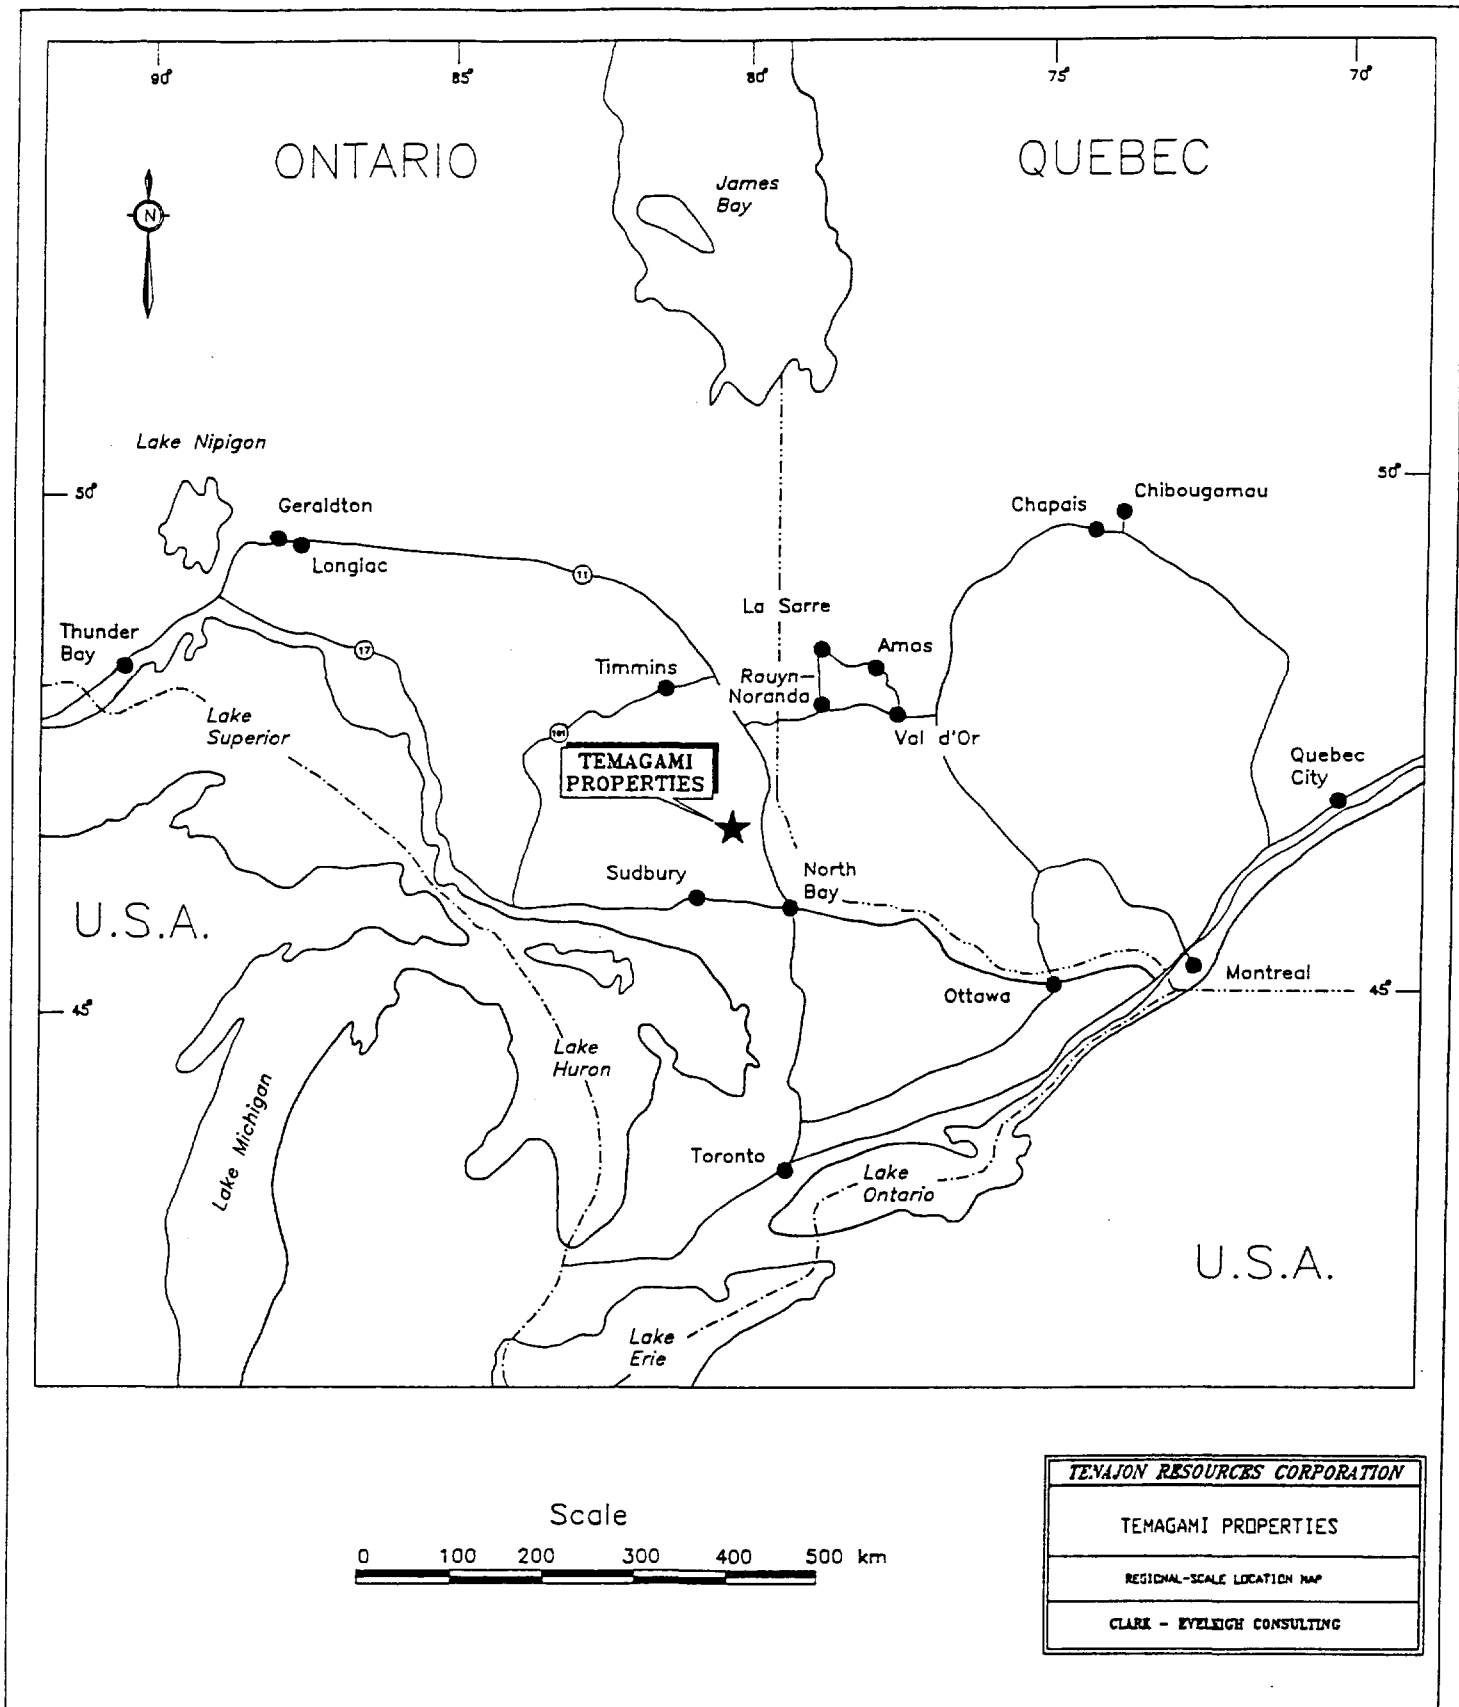 90° 85° 80° 75° 70°
ONTARIO
QUEBEC
James
Bay
N
Lake Nipigon
50°
50°
Geraldton
Longlac
Chapais
Chibougamau
11
La Sarre
Thunder
Bay
17
Timmins
Amos
Rouyn-
Noranda
Val d'Or
Lake
Superior
101
TEMAGAMI
PROPERTIES
Quebec
City
Sudbury
North
Bay
U.S.A.
Ottawa
Montreal
45°
45°
Lake
Huron
Lake Michigan
Toronto
Lake
Ontario
U.S.A.
Lake
Erie
Scale
0 100 200 300 400 500 km
TENAJON RESOURCES CORPORATION
TEMAGAMI PROPERTIES
REGIONAL-SCALE LOCATION MAP
CLARK - EVELEIGH CONSULTING